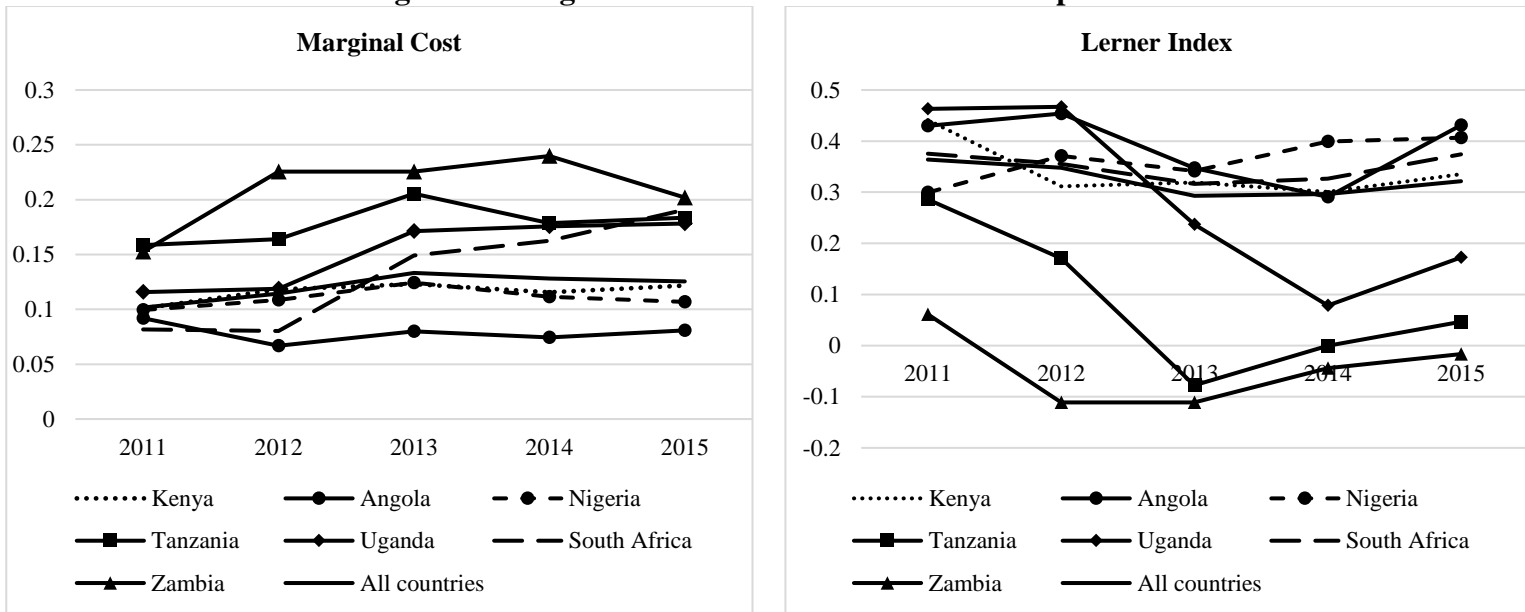 Marginal Cost
0.3
0.25
0.2
0.15
0.1
0.05
0
2011 2012 2013 2014 2015
Kenya Angola Nigeria
Tanzania Uganda South Africa
Zambia All countries
Lerner Index
0.5
0.4
0.3
0.2
0.1
0
-0.1
-0.2
2011 2012 2013 2014 2015
Kenya Angola Nigeria
Tanzania Uganda South Africa
Zambia All countries